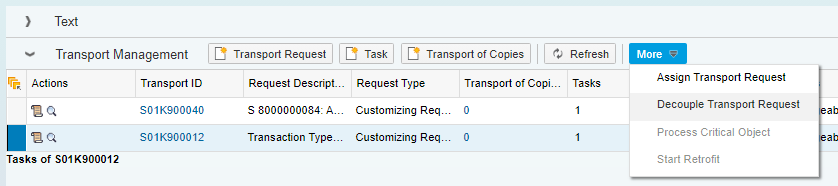 Text
Transport Management Transport Request Task Transport of Copies Refresh More
Actions Transport ID Request Descript... Request Type Transport of Copi... Tasks
Assign Transport Request
S01K900040 S 8000000084: A... Customizing Req... 0 1
Decouple Transport Request
S01K900012 Transaction Type... Customizing Req... 0 1
Process Critical Object
Tasks of S01K900012
Start Retrofit